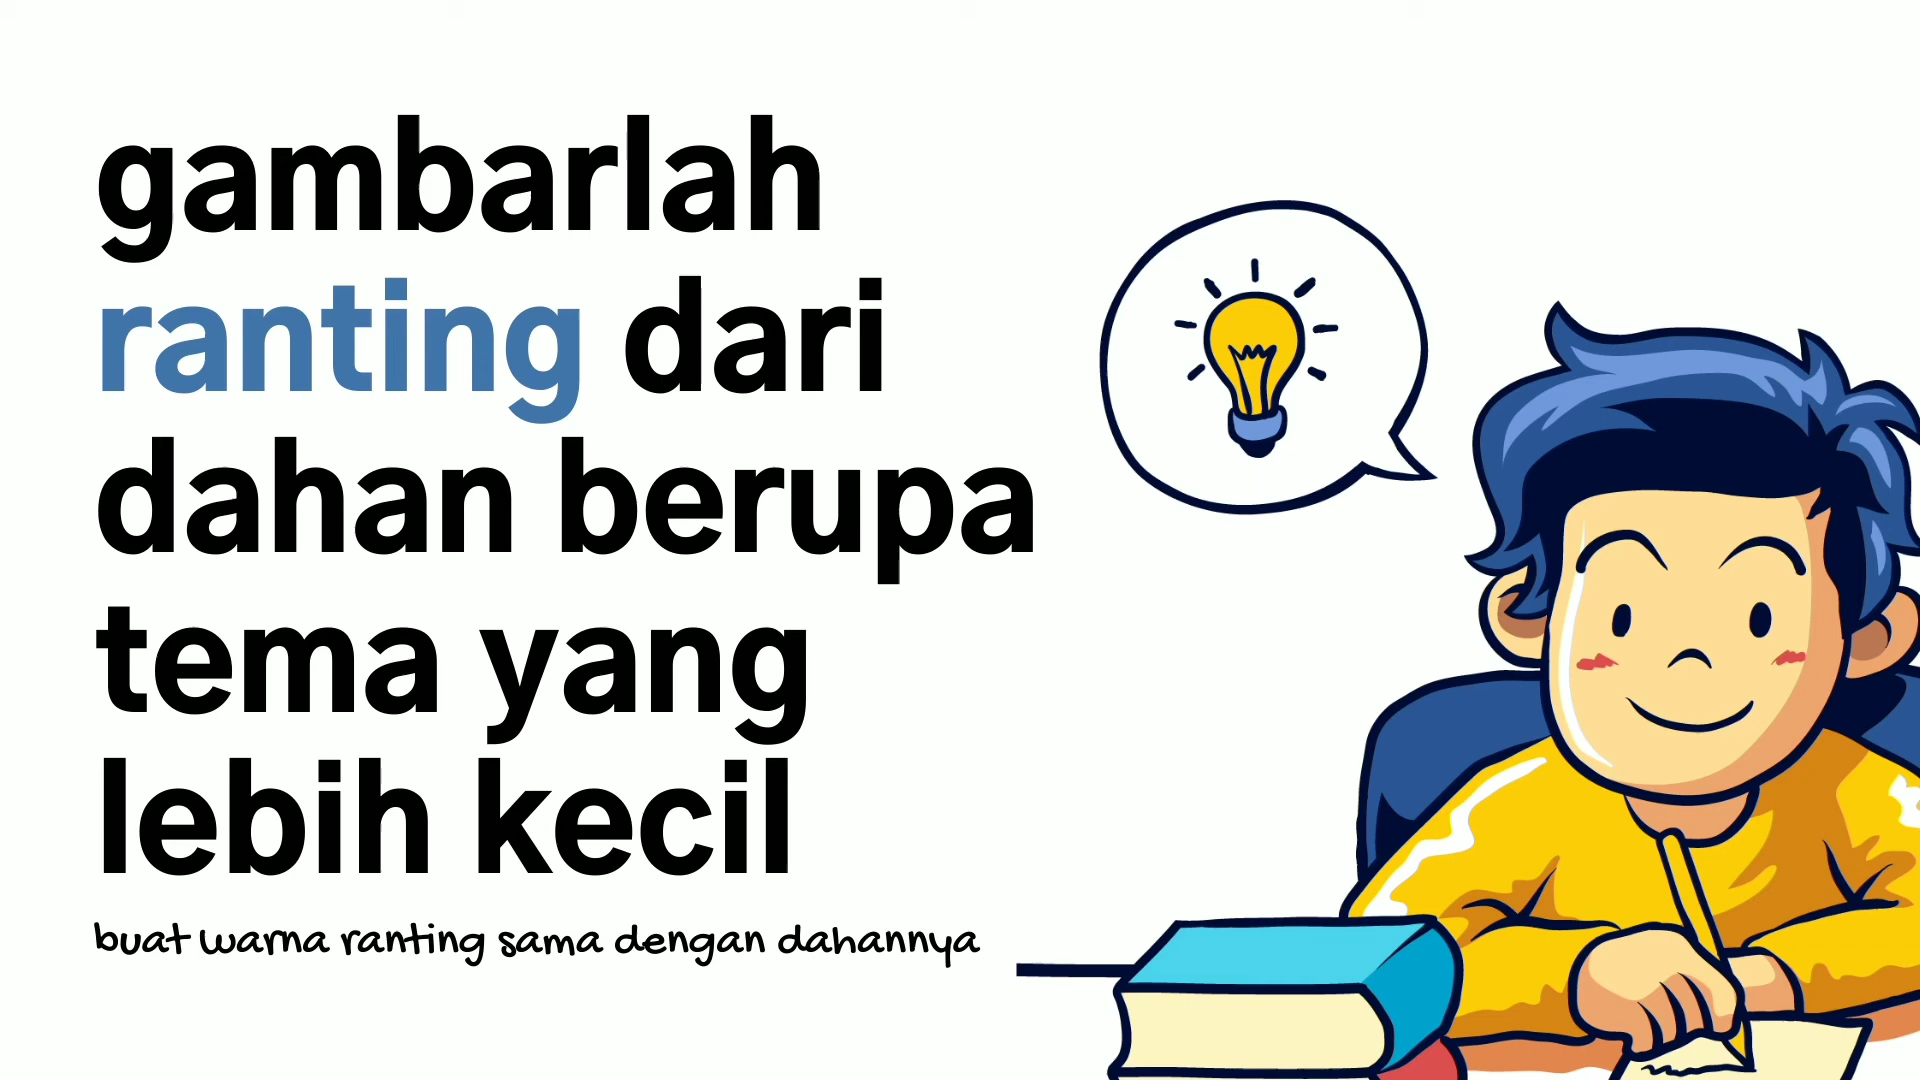 gambarlah
ranting dari
dahan berupa
tema yang
lebih kecil
buat warna ranting sama dengan dahannya